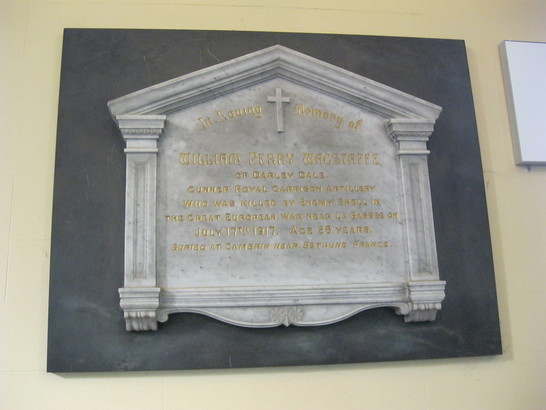 In Loving Memory of
WILLIAM PERRY WAGSTAFFE
OF DARLEY DALE
GUNNER ROYAL GARRISON ARTILLERY
WHO WAS KILLED BY ENEMY SHELL IN
THE GREAT EUROPEAN WAR NEAR LA BASSEE ON
JULY 17TH 1917. AGE 26 YEARS.
BURIED AT CAMBRIN NEAR BETHUNE FRANCE.